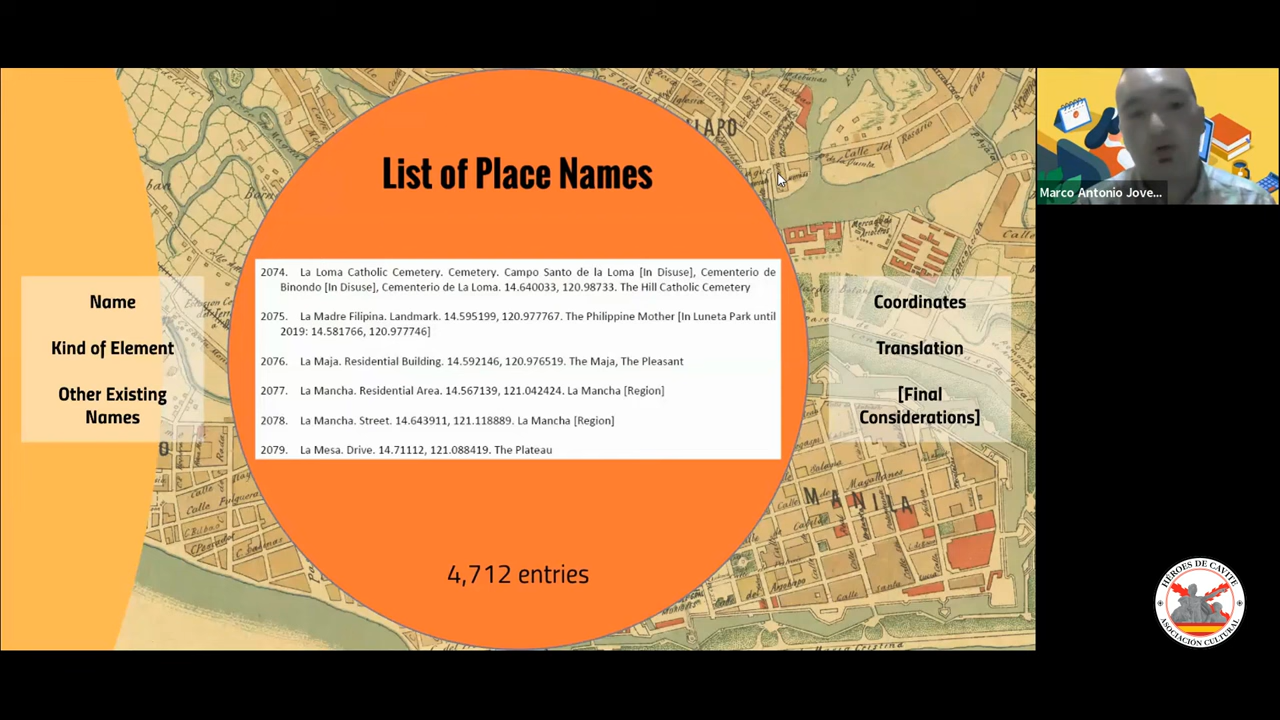 List of Place Names
2074. La Loma Catholic Cemetery. Cemetery. Campo Santo de la Loma [In Disuse], Cementerio de
Binondo [In Disuse], Cementerio de La Loma. 14.640033, 120.98733. The Hill Catholic Cemetery
2075. La Madre Filipina. Landmark. 14.595199, 120.977767. The Philippine Mother [In Luneta Park until
2019: 14.581766, 120.977746]
2076. La Maja. Residential Building. 14.592146, 120.976519. The Maja, The Pleasant
2077. La Mancha. Residential Area. 14.567139, 121.042424. La Mancha [Region]
2078. La Mancha. Street. 14.643911, 121.118889. La Mancha [Region]
2079. La Mesa. Drive. 14.71112, 121.088419. The Plateau
4,712 entries
Name
Kind of Element
Other Existing
Names
Coordinates
Translation
[Final
Considerations]
Marco Antonio Jove...
LAPO
Calle del Rosario
MANILA
Magallanes
HÉROES DE CAVITE
ASOCIACIÓN CULTURAL